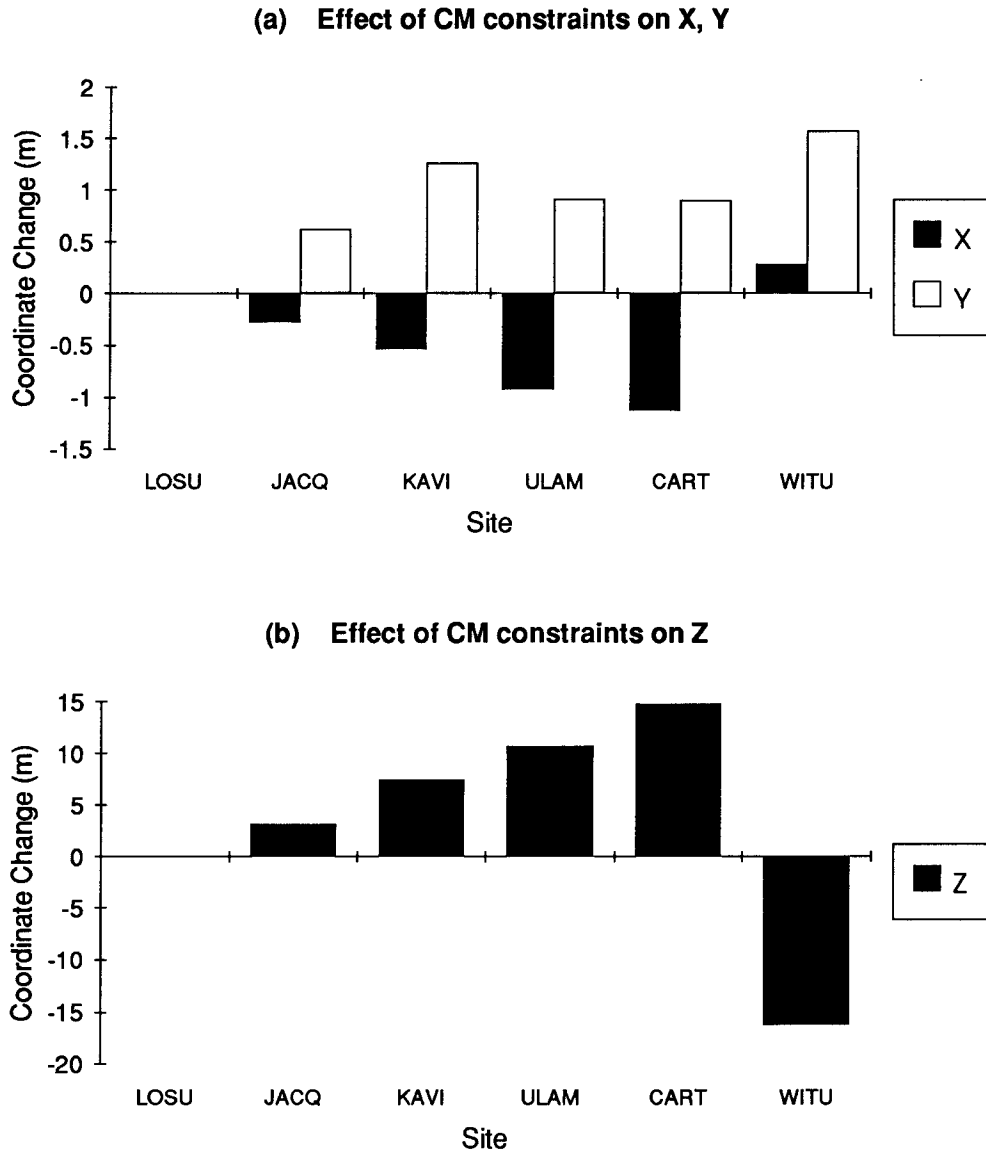 (a) Effect of CM constraints on X, Y
2
1.5
1
0.5
0
-0.5
-1
-1.5
Coordinate Change (m)
LOSU JACQ KAVI ULAM CART WITU
Site
X
Y
(b) Effect of CM constraints on Z
15
10
5
0
-5
-10
-15
-20
Coordinate Change (m)
LOSU JACQ KAVI ULAM CART WITU
Site
Z